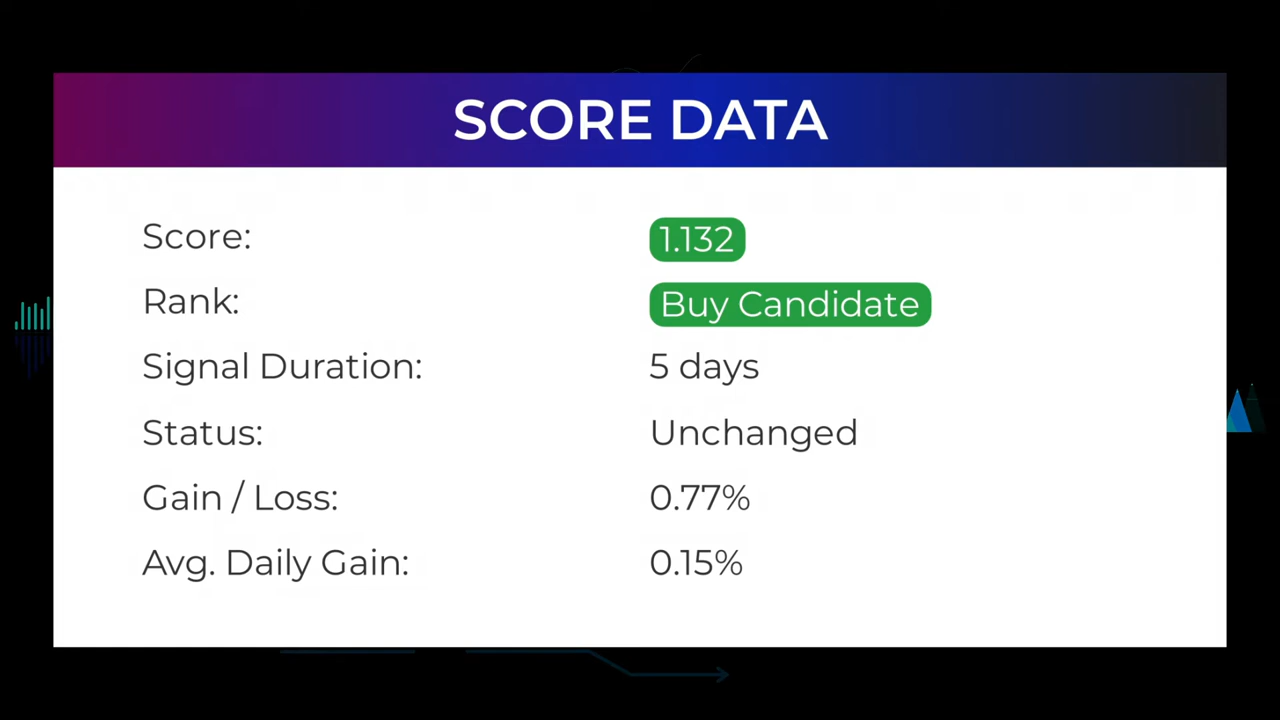 SCORE DATA
Score: 1.132
Rank: Buy Candidate
Signal Duration: 5 days
Status: Unchanged
Gain / Loss: 0.77%
Avg. Daily Gain: 0.15%